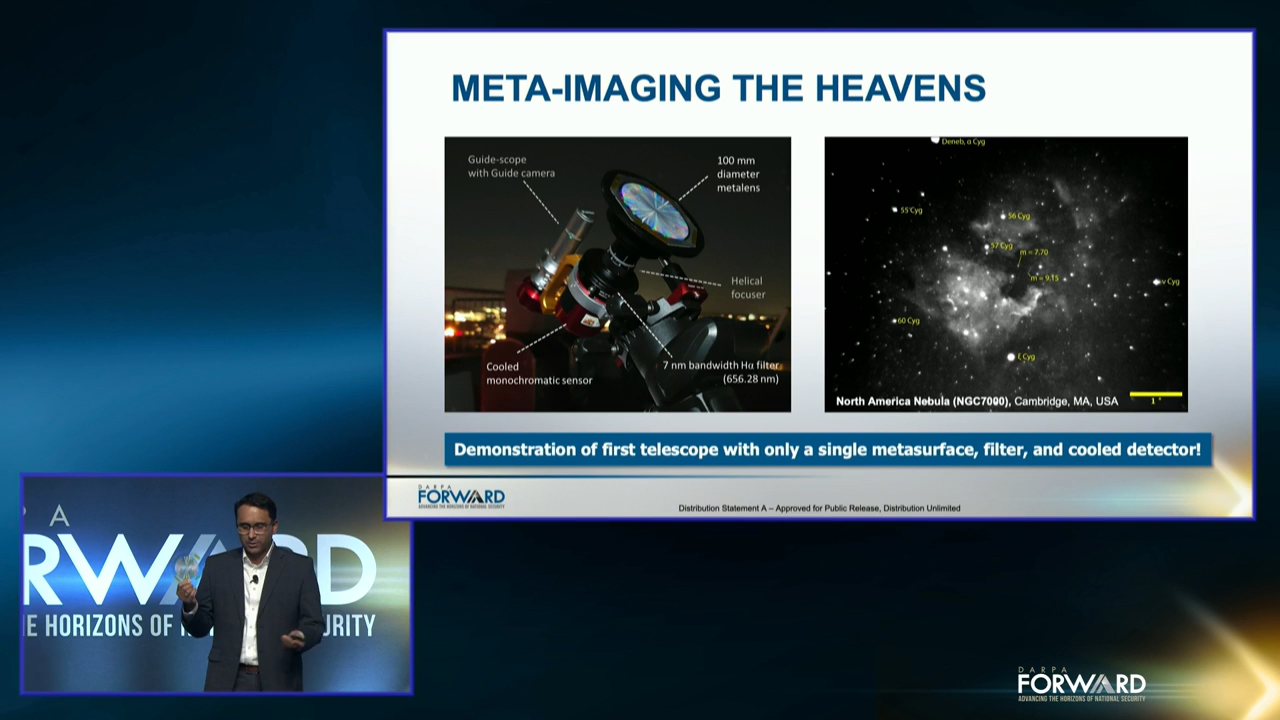 META-IMAGING THE HEAVENS
Guide-scope
with Guide camera
100 mm
diameter
metalens
Helical
focuser
Cooled
monochromatic sensor
7 nm bandwidth Hα filter
(656.28 nm)
Deneb, α Cyg
55 Cyg
56 Cyg
57 Cyg
m = 7.70
m = 9.15
ν Cyg
60 Cyg
ξ Cyg
1 °
North America Nebula (NGC7000), Cambridge, MA, USA
Demonstration of first telescope with only a single metasurface, filter, and cooled detector!
DARPA
FORWARD
ADVANCING THE HORIZONS OF NATIONAL SECURITY
Distribution Statement A – Approved for Public Release, Distribution Unlimited
A
RWARD
HORIZONS OF
DARPA
FORWARD
ADVANCING THE HORIZONS OF NATIONAL SECURITY